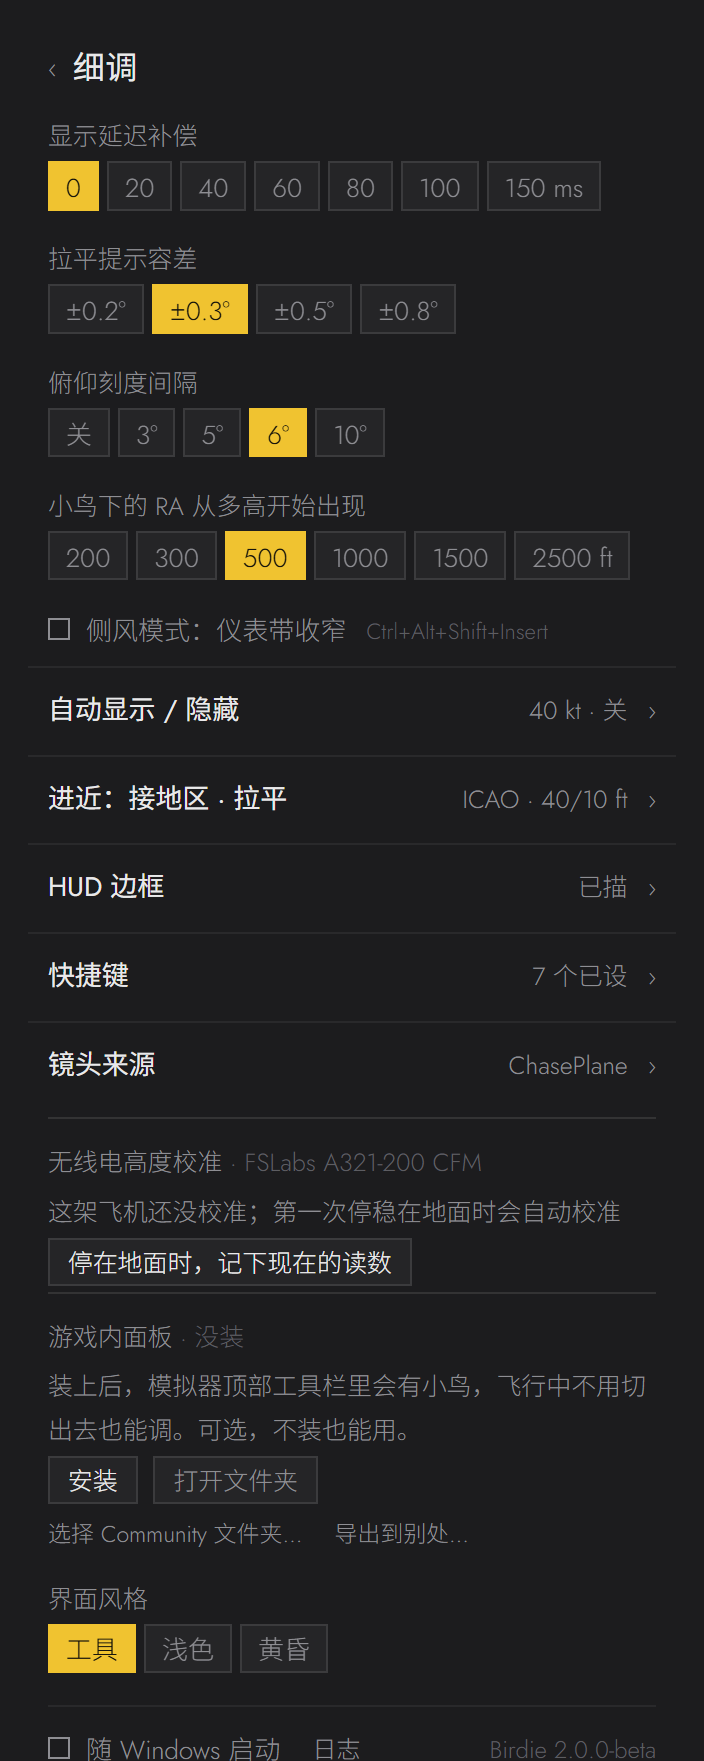 ‹ 细调
显示延迟补偿
0 20 40 60 80 100 150 ms
拉平提示容差
±0.2° ±0.3° ±0.5° ±0.8°
俯仰刻度间隔
关 3° 5° 6° 10°
小鸟下的 RA 从多高开始出现
200 300 500 1000 1500 2500 ft
侧风模式：仪表带收窄 Ctrl+Alt+Shift+Insert
自动显示 / 隐藏 40 kt · 关 ›
进近：接地区 · 拉平 ICAO · 40/10 ft ›
HUD 边框 已描 ›
快捷键 7 个已设 ›
镜头来源 ChasePlane ›
无线电高度校准 · FSLabs A321-200 CFM
这架飞机还没校准；第一次停稳在地面时会自动校准
停在地面时，记下现在的读数
游戏内面板 · 没装
装上后，模拟器顶部工具栏里会有小鸟，飞行中不用切
出去也能调。可选，不装也能用。
安装 打开文件夹
选择 Community 文件夹... 导出到别处...
界面风格
工具 浅色 黄昏
随 Windows 启动 日志 Birdie 2.0.0-beta